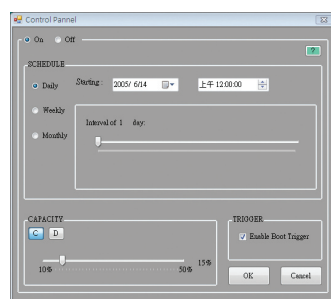 Control Panel
On Off
?
SCHEDULE
Daily Starting: 2005/ 6/14 上午 12:00:00
Weekly
Monthly
Interval of 1 day:
CAPACITY
C D
10% 50% 15%
TRIGGER
Enable Boot Trigger
OK Cancel